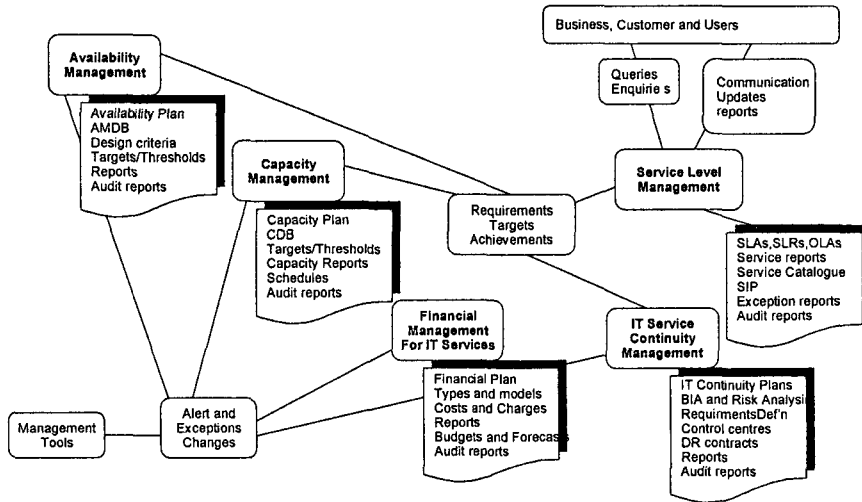 Business, Customer and Users
Availability
Management
Queries
Enquirie s
Communication
Updates
reports
Availability Plan
AMDB
Design criteria
Targets/Thresholds
Reports
Audit reports
Capacity
Management
Service Level
Management
Requirements
Targets
Achievements
Capacity Plan
CDB
Targets/Thresholds
Capacity Reports
Schedules
Audit reports
SLAs,SLRs,OLAs
Service reports
Service Catalogue
SIP
Exception reports
Audit reports
Financial
Management
For IT Services
IT Service
Continuity
Management
Financial Plan
Types and models
Costs and Charges
Reports
Budgets and Forecasts
Audit reports
IT Continuity Plans
BIA and Risk Analysis
RequirmentsDef'n
Control centres
DR contracts
Reports
Audit reports
Alert and
Exceptions
Changes
Management
Tools